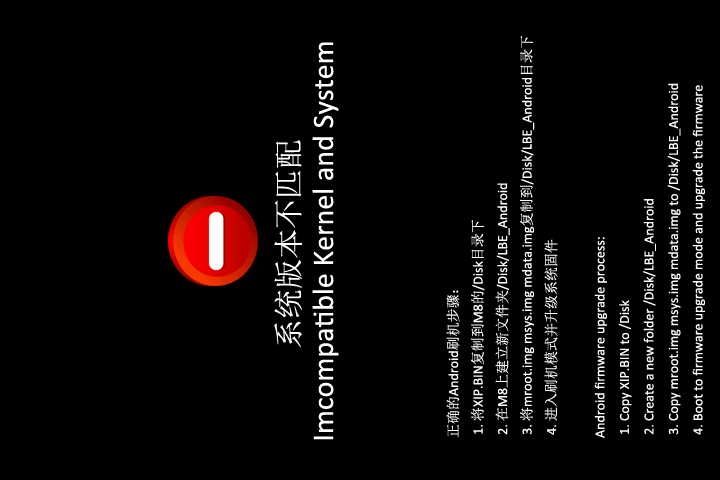 系统版本不匹配
Imcompatible Kernel and System
正确的Android刷机步骤：
1. 将XIP.BIN复制到M8的/Disk目录下
2. 在M8上建立新文件夹/Disk/LBE_Android
3. 将mroot.img msys.img mdata.img复制到/Disk/LBE_Android目录下
4. 进入刷机模式并升级系统固件
Android firmware upgrade process:
1. Copy XIP.BIN to /Disk
2. Create a new folder /Disk/LBE_Android
3. Copy mroot.img msys.img mdata.img to /Disk/LBE_Android
4. Boot to firmware upgrade mode and upgrade the firmware